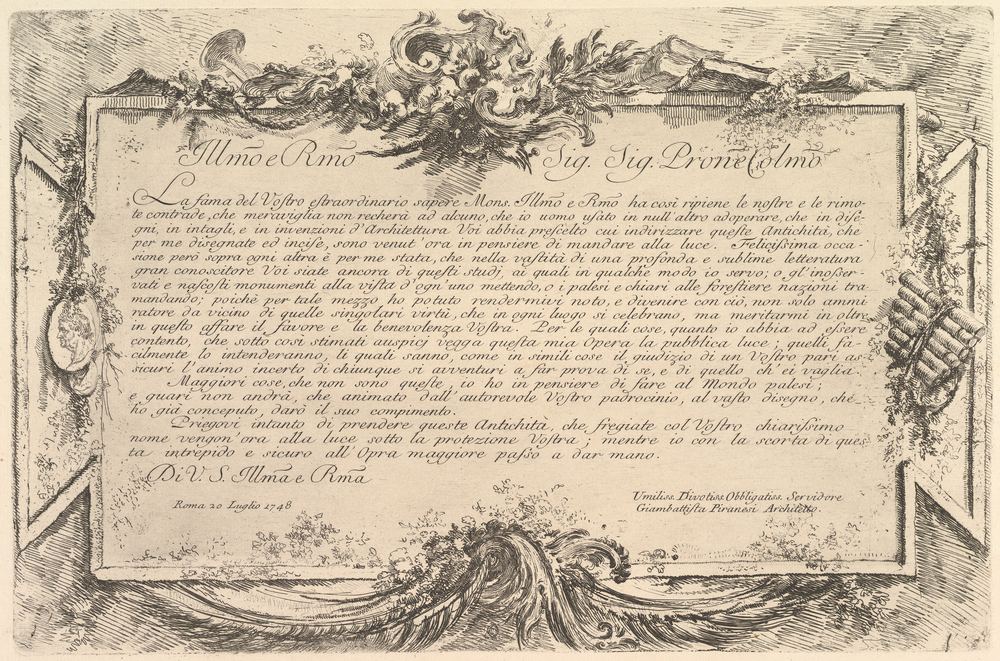 Illm̃o e Rm̃o Sig. Sig. Prone Colm̃o
La fama del Vostro estraordinario sapere Mons. Illm̃o e Rm̃o ha così ripiene le nostre e le rimo-
te contrade, che meraviglia non recherà ad alcuno, che io uomo usato in null'altro adoperare, che in dise-
gni, in intagli, e in invenzioni d'Architettura Voi abbia prescelto cui indirizzare queste Antichità, che
per me disegnate ed incise, sono venut'ora in pensiere di mandare alla luce. Felicissima occa-
sione però sopra ogni altra è per me stata, che nella vastità di una profonda e sublime letteratura
gran conoscitore Voi siate ancora di questi studj, ai quali in qualche modo io servo; o gl'inosser-
vati e nascosti monumenti alla vista d'ogn'uno mettendo, o i palesi e chiari alle forestiere nazioni tra
mandando; poichè per tale mezzo ho potuto rendermivi noto, e divenire con ciò, non solo ammi
ratore da vicino di quelle singolari virtù, che in ogni luogo si celebrano, ma meritarmi in oltre
in questo affare il favore e la benevolenza Vostra. Per le quali cose, quanto io abbia ad essere
contento, che sotto così stimati auspicj vegga questa mia Opera la pubblica luce; quelli fa-
cilmente lo intenderanno, li quali sanno, come in simili cose il giudizio di un Vostro pari as
sicuri l'animo incerto di chiunque si avventuri a far prova di se, e di quello ch'ei vaglia.
Maggiori cose, che non sono queste, io ho in pensiere di fare al Mondo palesi;
e guari non andrà, che animato dall'autorevole Vostro padrocinio, al vasto disegno, che
ho già conceputo, darò il suo compimento.
Priegovi intanto di prendere queste Antichità, che fregiate col Vostro chiarissimo
nome vengon'ora alla luce sotto la protezione Vostra; mentre io con la scorta di ques
ta intrepido e sicuro all'Opra maggiore passo a dar mano.
Di V. S. Illm̃a e Rm̃a
Roma 20 Luglio 1748
Umiliss. Divotiss. Obbligatiss. Servidore
Giambattista Piranesi Architetto.